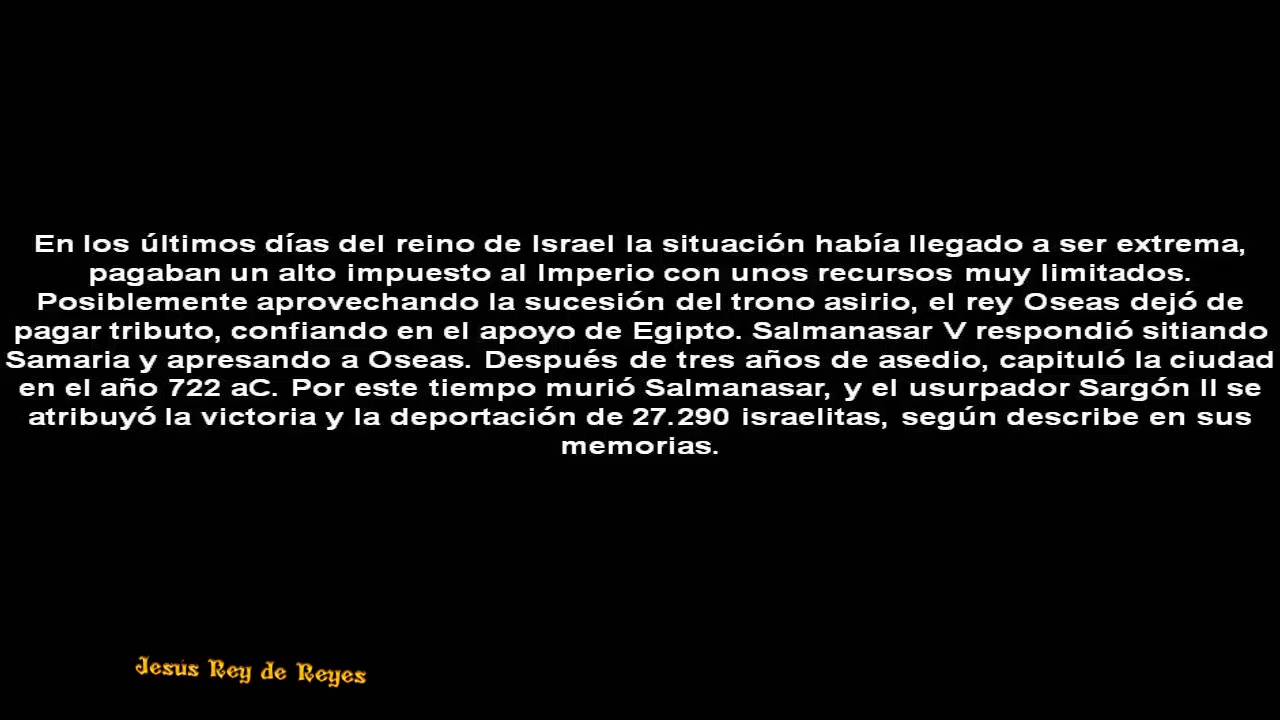 En los últimos días del reino de Israel la situación había llegado a ser extrema,
pagaban un alto impuesto al Imperio con unos recursos muy limitados.
Posiblemente aprovechando la sucesión del trono asirio, el rey Oseas dejó de
pagar tributo, confiando en el apoyo de Egipto. Salmanasar V respondió sitiando
Samaria y apresando a Oseas. Después de tres años de asedio, capituló la ciudad
en el año 722 aC. Por este tiempo murió Salmanasar, y el usurpador Sargón II se
atribuyó la victoria y la deportación de 27.290 israelitas, según describe en sus
memorias.
Jesús Rey de Reyes